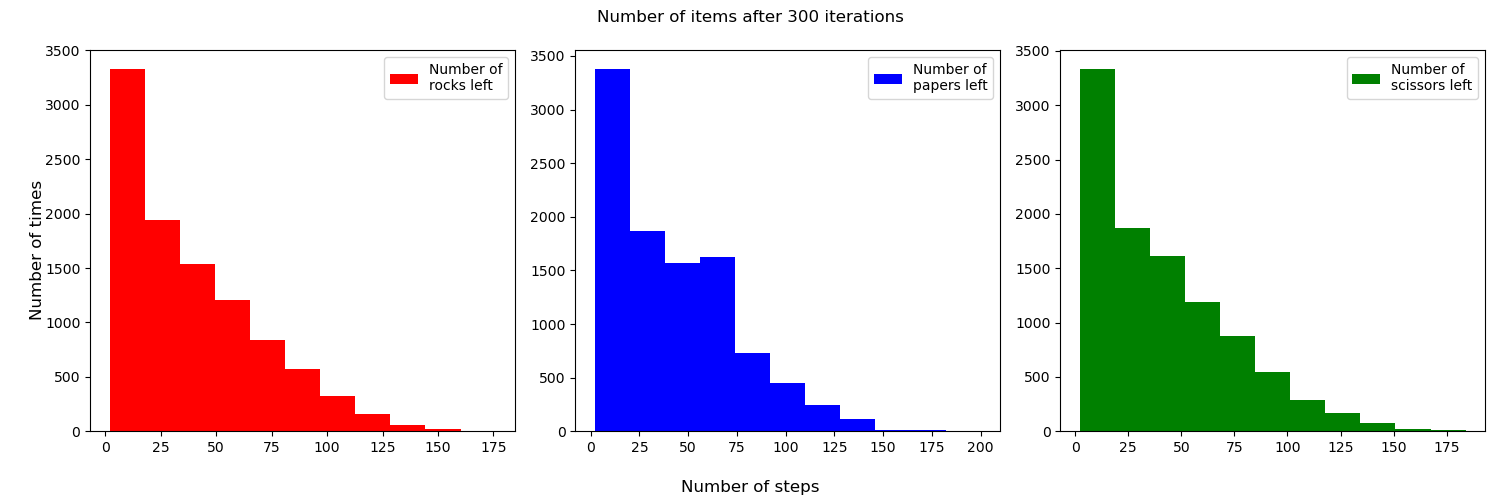 Number of items after 300 iterations
Number of times
3500
3000
2500
2000
1500
1000
500
0
0 25 50 75 100 125 150 175
Number of
rocks left
3500
3000
2500
2000
1500
1000
500
0
0 25 50 75 100 125 150 175 200
Number of
papers left
3500
3000
2500
2000
1500
1000
500
0
0 25 50 75 100 125 150 175
Number of
scissors left
Number of steps